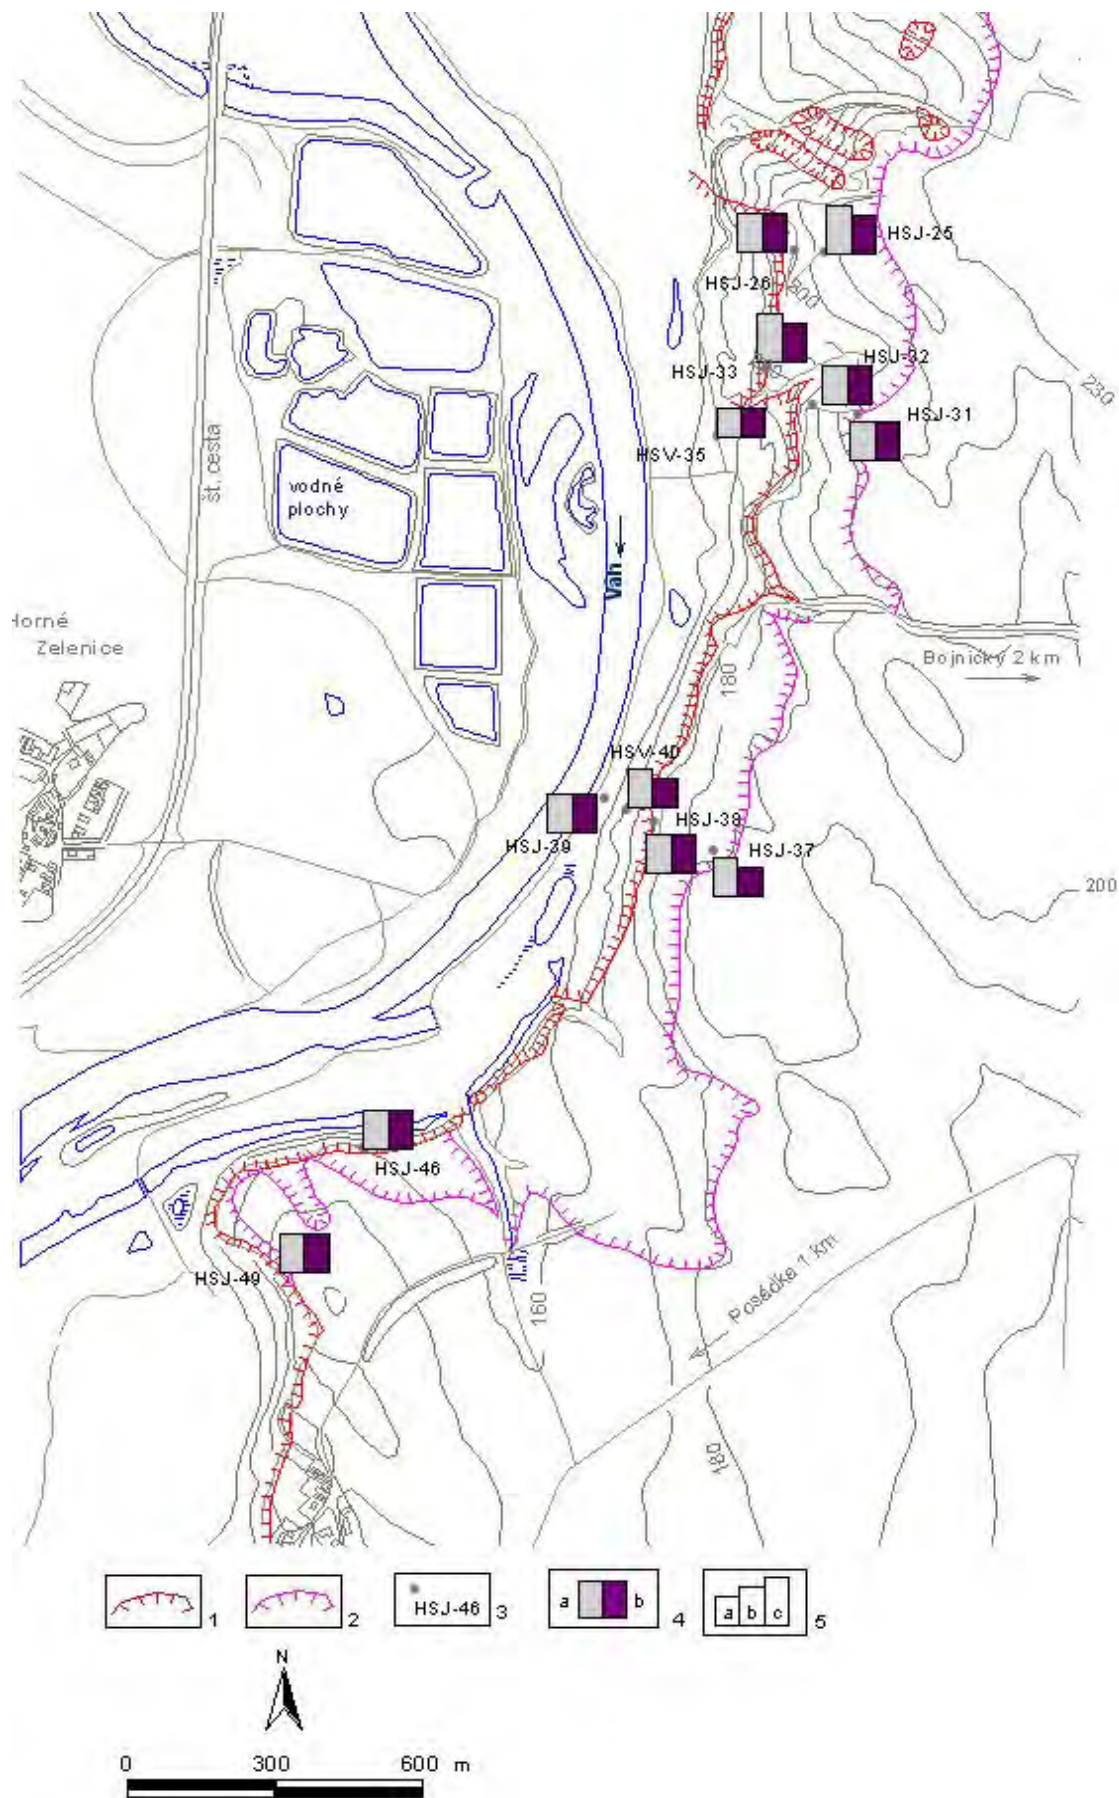 HSJ-25
HSJ-26
200
HSJ-32
HSJ-33
230
HSJ-31
HSV-35
št. cesta
vodné
plochy
Váh
Horné
Zelenice
Bojničky 2 km
180
HSV-40
HSJ-38
HSJ-39
HSJ-37
200
HSJ-46
HSJ-49
Posádka 1 km
160
180
1
2
HSJ-46 3
a b 4
a b c 5
N
0 300 600 m